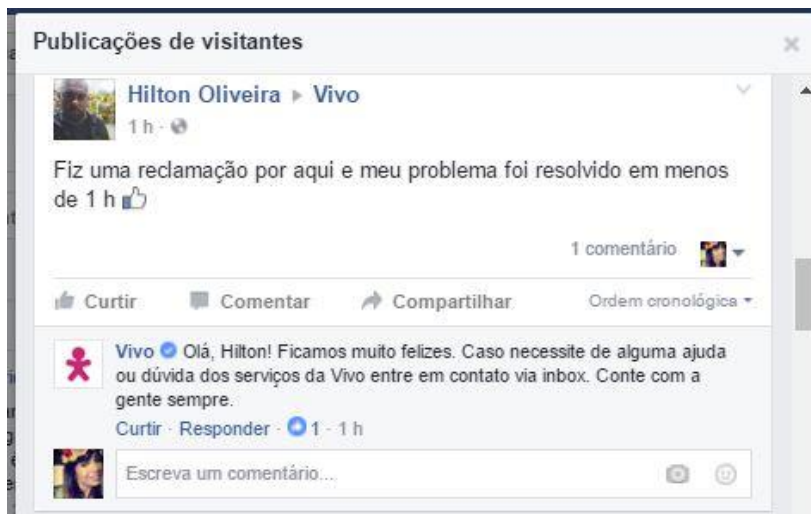 Publicações de visitantes
Hilton Oliveira ▸ Vivo
1 h ·
Fiz uma reclamação por aqui e meu problema foi resolvido em menos
de 1 h
1 comentário
Curtir Comentar Compartilhar Ordem cronológica
Vivo Olá, Hilton! Ficamos muito felizes. Caso necessite de alguma ajuda
ou dúvida dos serviços da Vivo entre em contato via inbox. Conte com a
gente sempre.
Curtir · Responder · 1 · 1 h
Escreva um comentário...